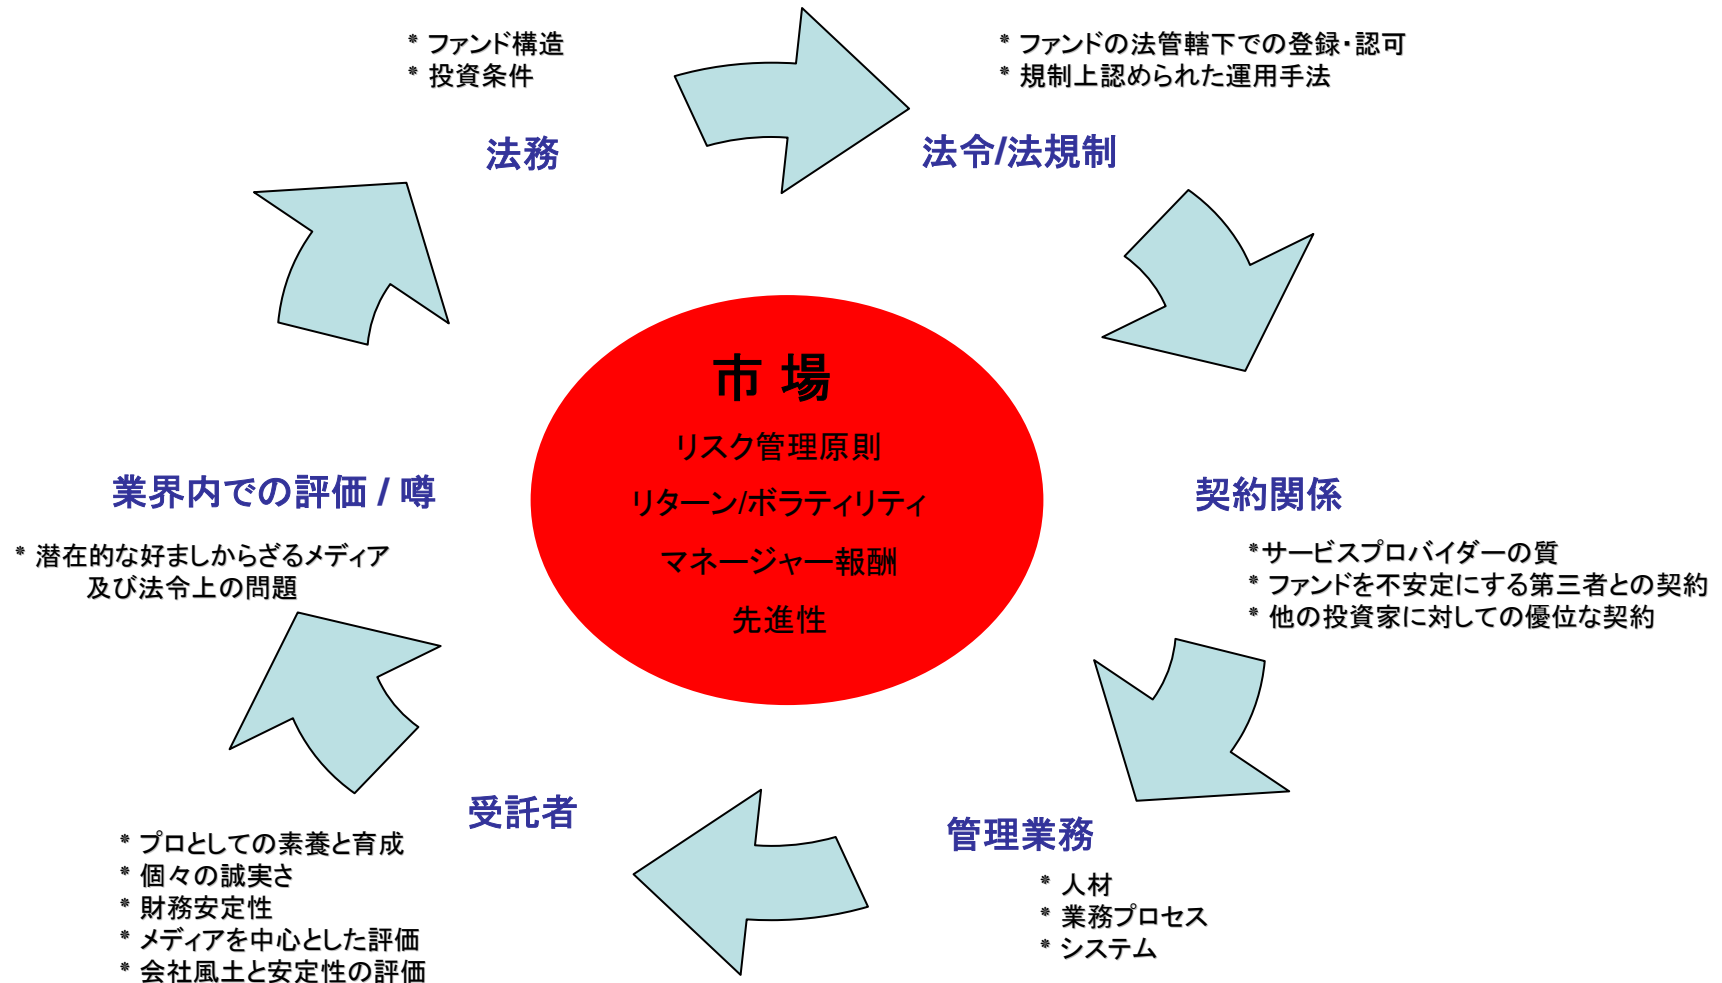 * ファンド構造
* 投資条件
法務
* ファンドの法管轄下での登録・認可
* 規制上認められた運用手法
法令/法規制
市 場
リスク管理原則
リターン/ボラティリティ
マネージャー報酬
先進性
業界内での評価 / 噂
* 潜在的な好ましからざるメディア
及び法令上の問題
契約関係
*サービスプロバイダーの質
* ファンドを不安定にする第三者との契約
* 他の投資家に対しての優位な契約
受託者
* プロとしての素養と育成
* 個々の誠実さ
* 財務安定性
* メディアを中心とした評価
* 会社風土と安定性の評価
管理業務
* 人材
* 業務プロセス
* システム